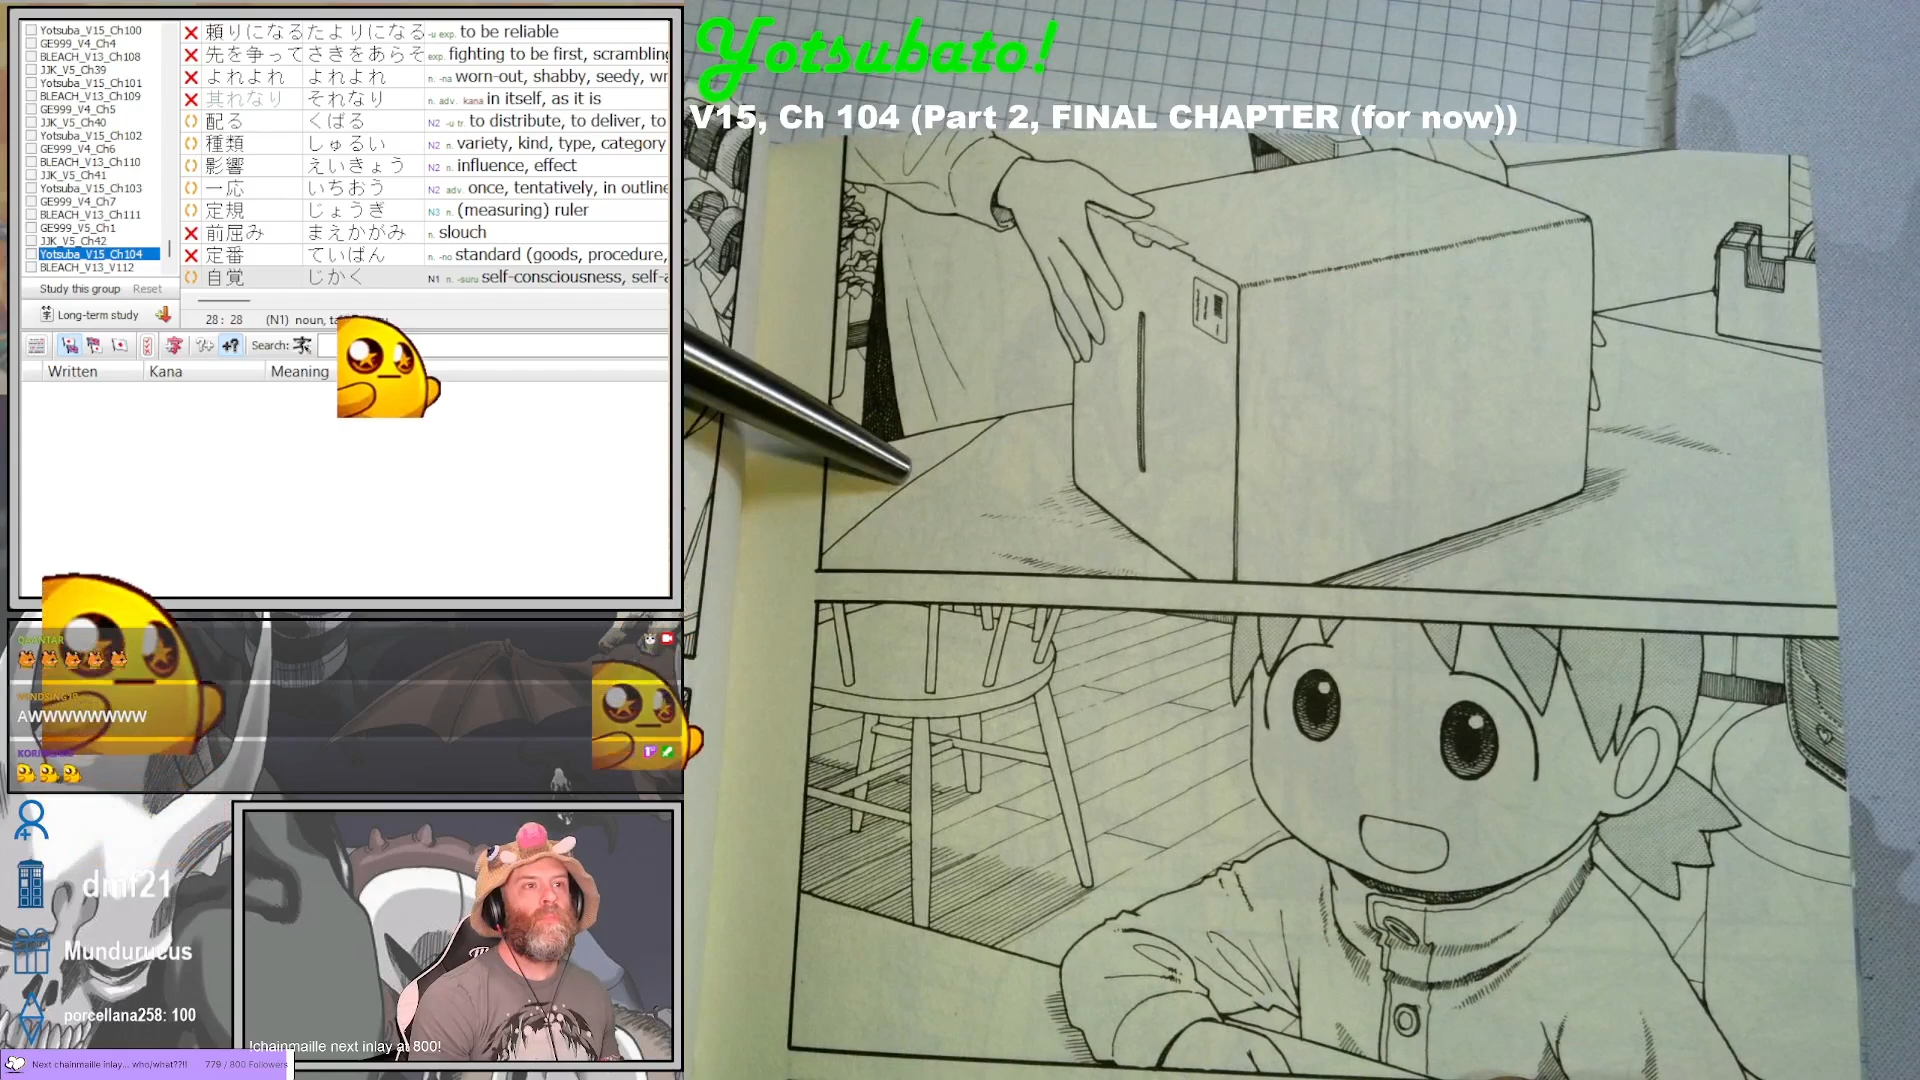 Yotsuba_V15_Ch100
GE999_V4_Ch4
BLEACH_V13_Ch108
JJK_V5_Ch39
Yotsuba_V15_Ch101
BLEACH_V13_Ch109
GE999_V4_Ch5
JJK_V5_Ch40
Yotsuba_V15_Ch102
GE999_V4_Ch6
BLEACH_V13_Ch110
JJK_V5_Ch41
Yotsuba_V15_Ch103
GE999_V4_Ch7
BLEACH_V13_Ch111
GE999_V5_Ch1
JJK_V5_Ch42
Yotsuba_V15_Ch104
BLEACH_V13_V112
Study this group Reset
Long-term study
頼りになる たよりになる -u exp. to be reliable
先を争って さきをあらそ exp. fighting to be first, scrambling
よれよれ よれよれ n. -na worn-out, shabby, seedy, wr
其れなり それなり n. adv. kana in itself, as it is
配る くばる N2 -u tr. to distribute, to deliver, to
種類 しゅるい N2 n. variety, kind, type, category
影響 えいきょう N2 n. influence, effect
一応 いちおう N2 adv. once, tentatively, in outline
定規 じょうぎ N3 n. (measuring) ruler
前屈み まえかがみ n. slouch
定番 ていばん n. -no standard (goods, procedure,
自覚 じかく N1 n. -suru self-consciousness, self-a
28: 28 (N1) noun, ta
Search:
Written Kana Meaning
Yotsubato!
V15, Ch 104 (Part 2, FINAL CHAPTER (for now))
QAANTAR
AWWWWWWWW
dmf21
Mundurucus
porcellana258: 100
!chainmaille next inlay at 800!
Next chainmaille inlay... who/what??!! 779 / 800 Followers